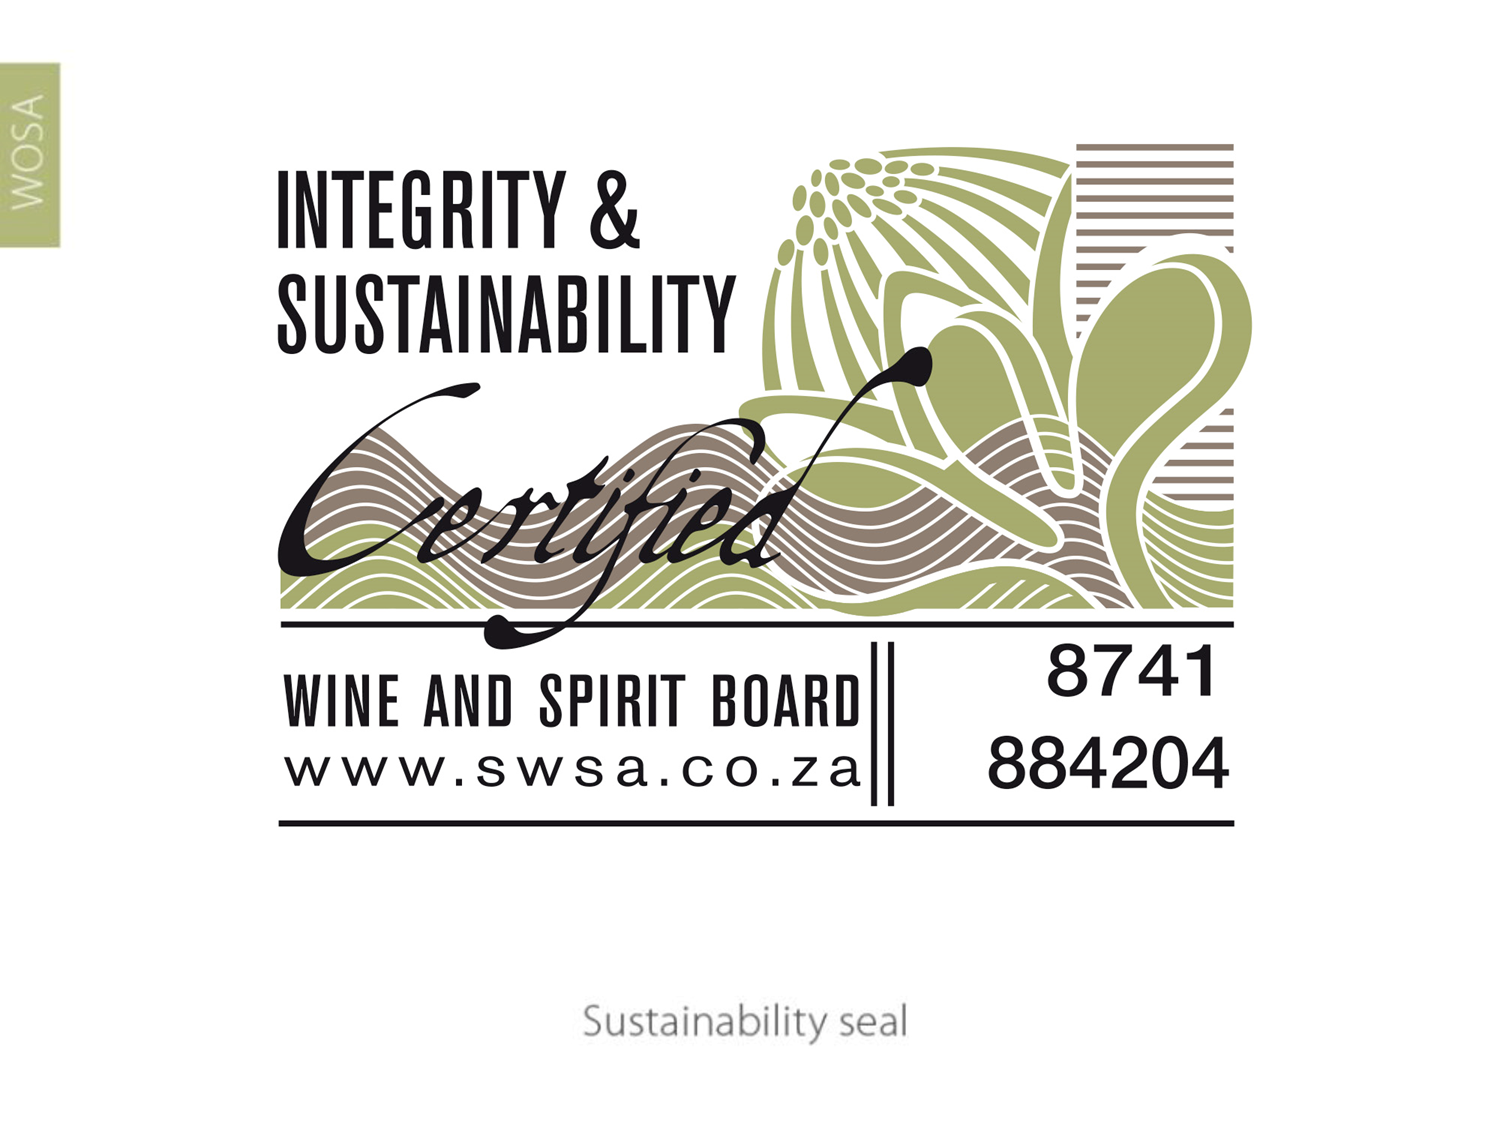 WOSA
INTEGRITY &
SUSTAINABILITY
Certified
WINE AND SPIRIT BOARD
www.swsa.co.za
8741
884204
Sustainability seal